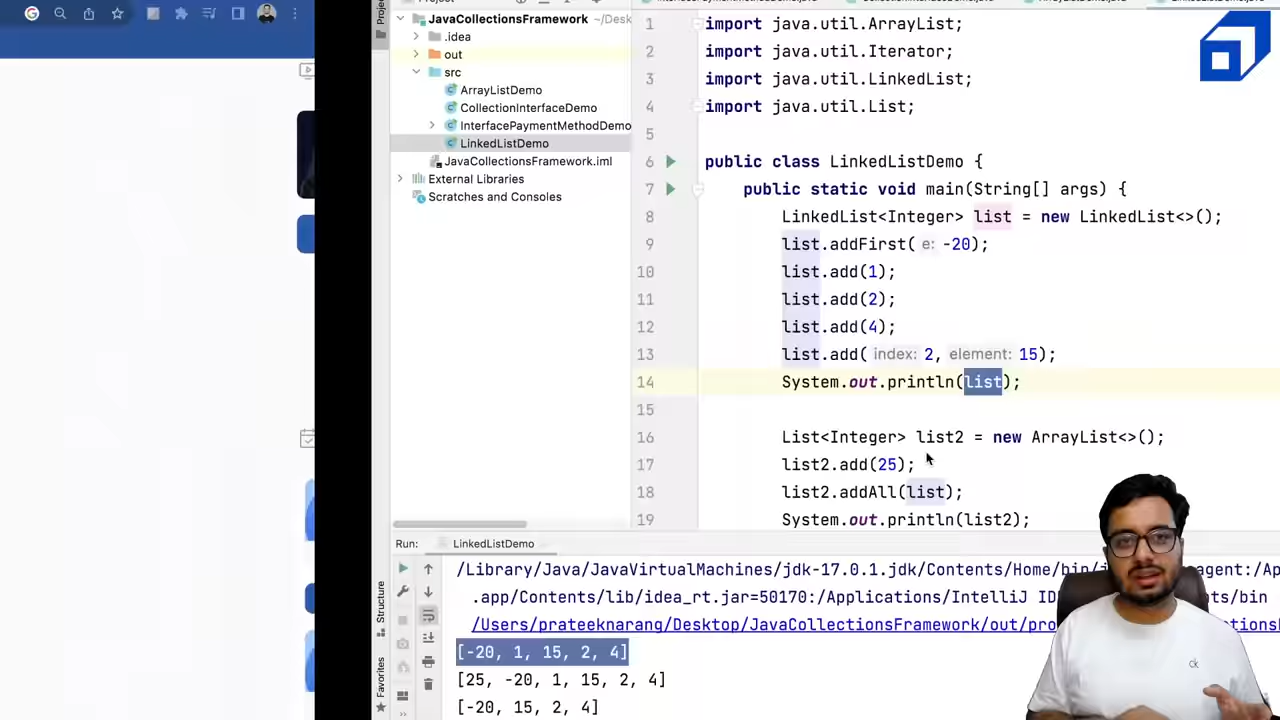 JavaCollectionsFramework ~/Desk
.idea
out
src
ArrayListDemo
CollectionInterfaceDemo
InterfacePaymentMethodDemo
LinkedListDemo
JavaCollectionsFramework.iml
External Libraries
Scratches and Consoles
1 import java.util.ArrayList;
2 import java.util.Iterator;
3 import java.util.LinkedList;
4 import java.util.List;
5
6 public class LinkedListDemo {
7 public static void main(String[] args) {
8 LinkedList<Integer> list = new LinkedList<>();
9 list.addFirst( e: -20);
10 list.add(1);
11 list.add(2);
12 list.add(4);
13 list.add( index: 2, element: 15);
14 System.out.println(list);
15
16 List<Integer> list2 = new ArrayList<>();
17 list2.add(25);
18 list2.addAll(list);
19 System.out.println(list2);
Run: LinkedListDemo
/Library/Java/JavaVirtualMachines/jdk-17.0.1.jdk/Contents/Home/bin/j agent:/Ap
.app/Contents/lib/idea_rt.jar=50170:/Applications/IntelliJ ID ts/bin
/Users/prateeknarang/Desktop/JavaCollectionsFramework/out/pro
[-20, 1, 15, 2, 4]
[25, -20, 1, 15, 2, 4]
[-20, 15, 2, 4]
Structure
Favorites